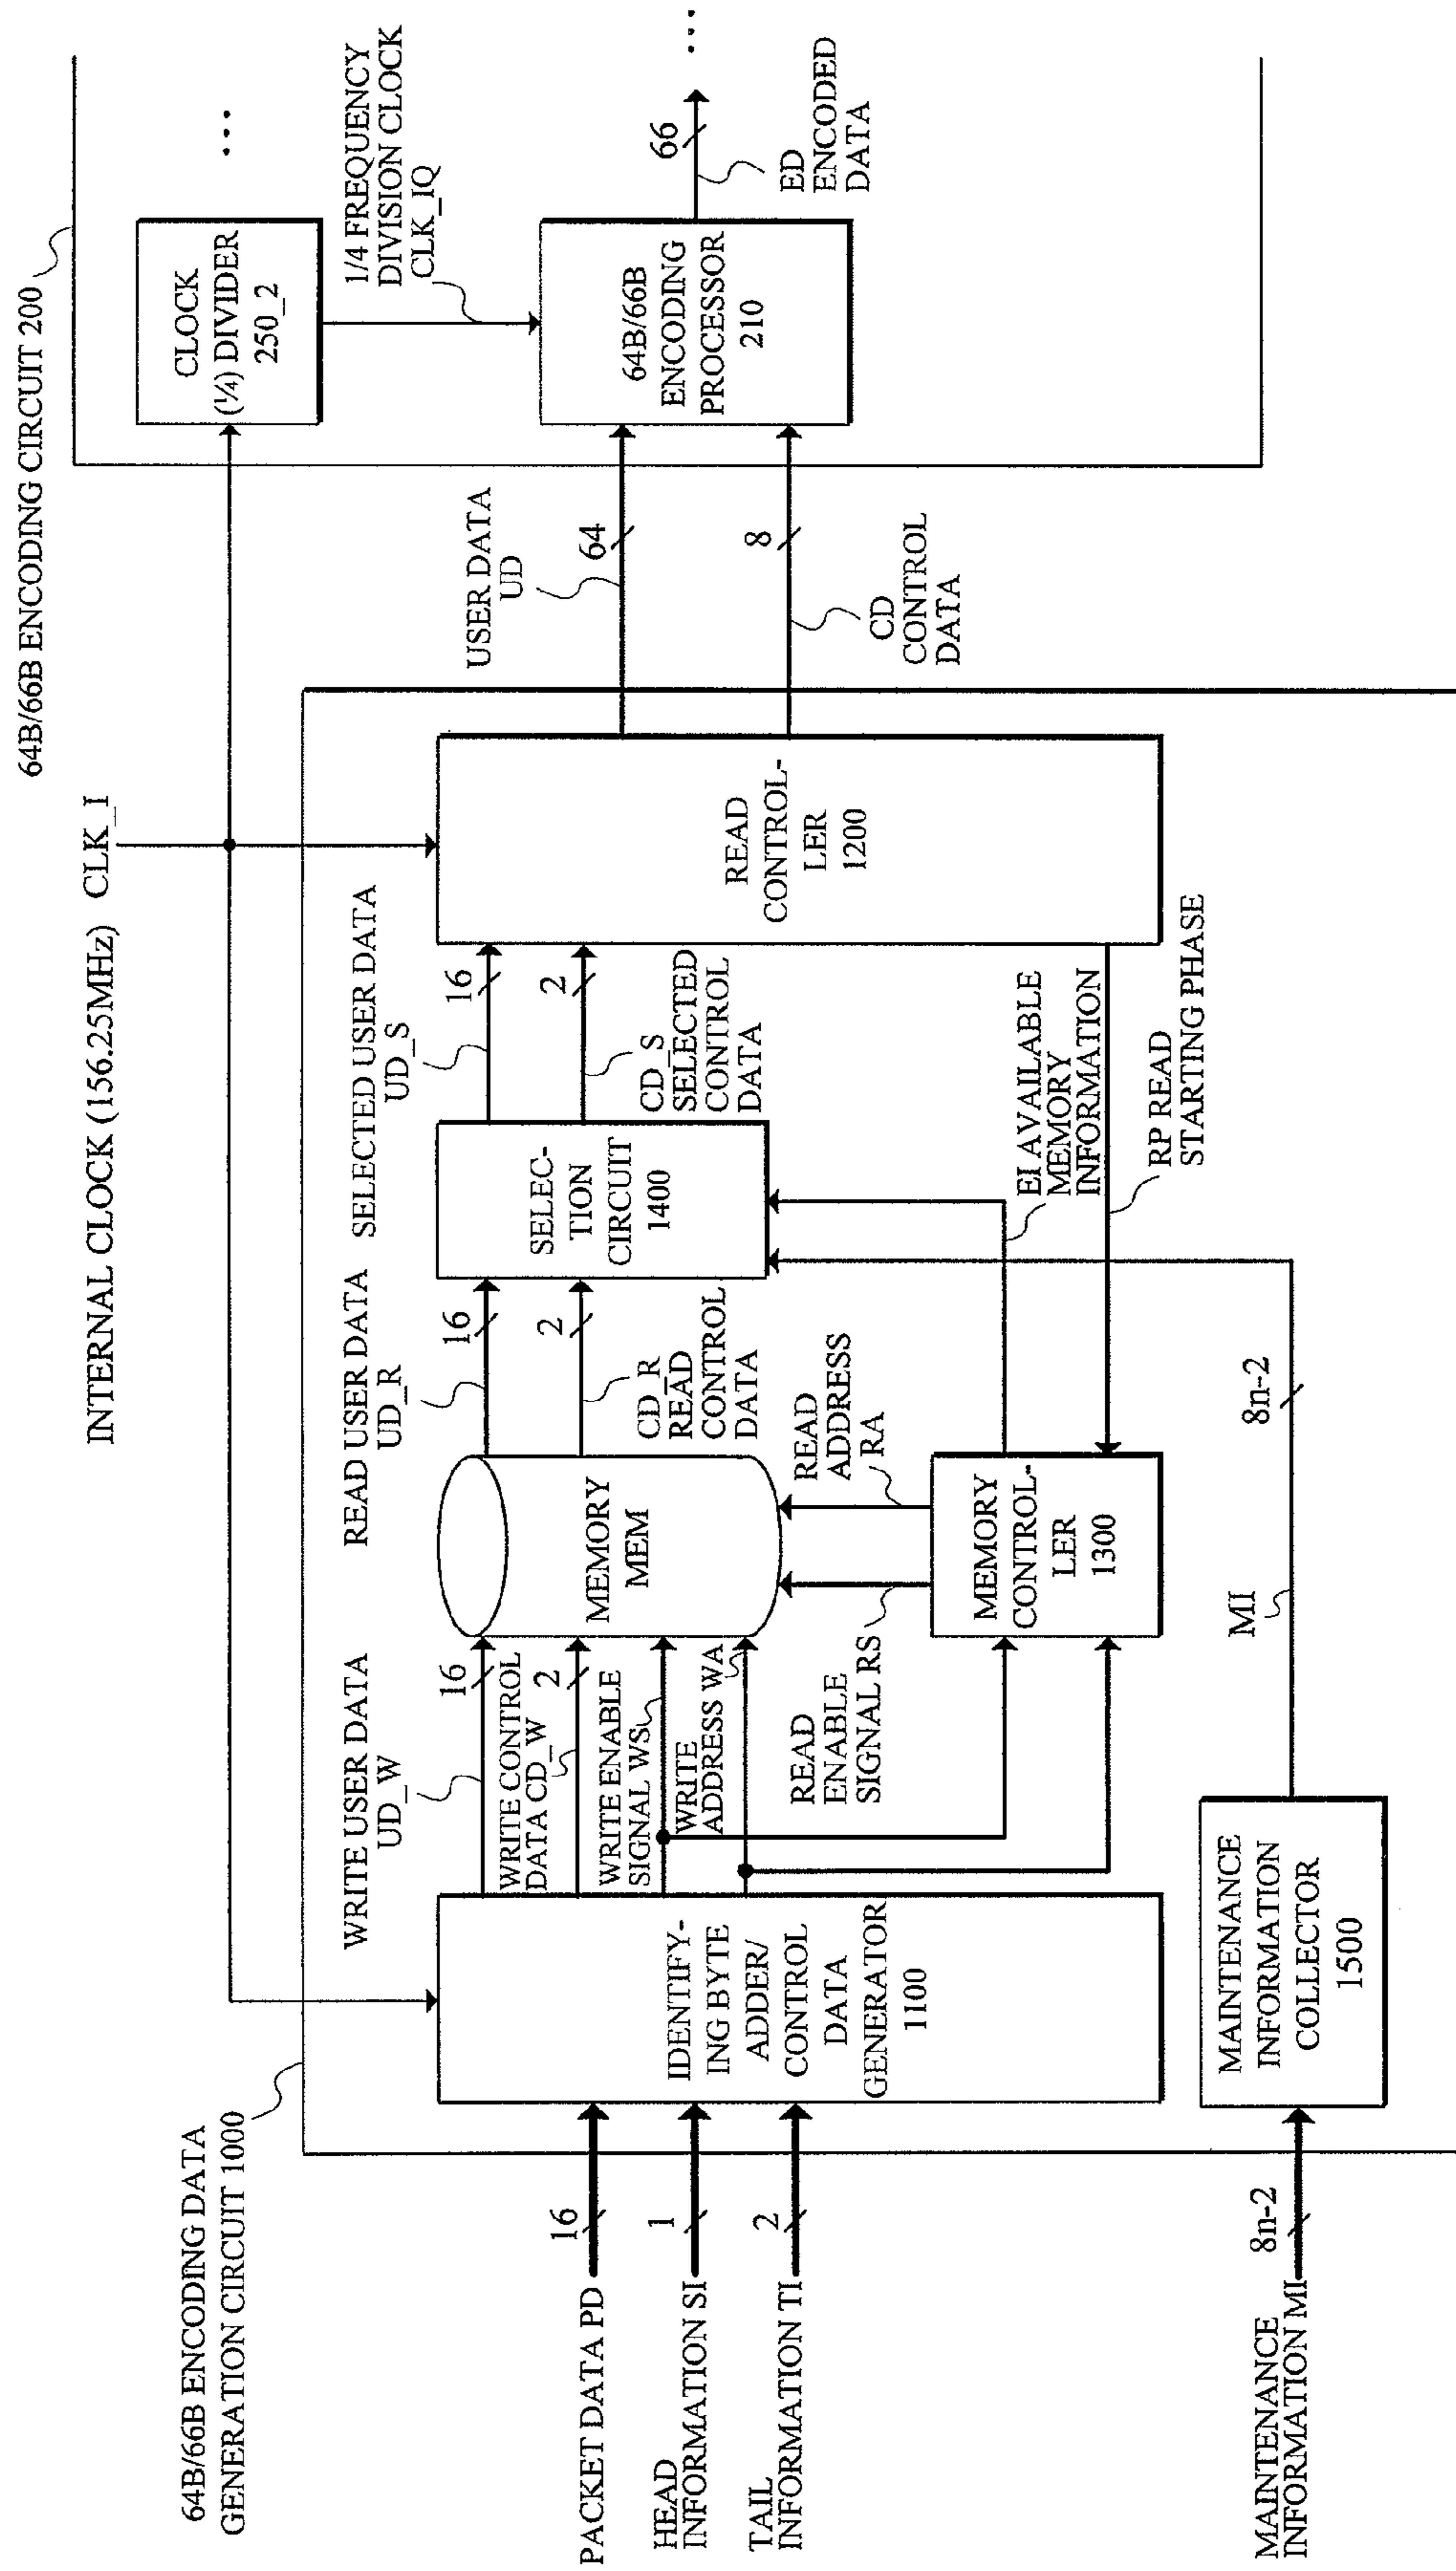 64B/66B ENCODING DATA
GENERATION CIRCUIT 1000
PACKET DATA PD
16
HEAD
INFORMATION SI
1
TAIL
INFORMATION TI
2
MAINTENANCE
INFORMATION MI
8n-2
IDENTIFY-
ING BYTE
ADDER/
CONTROL
DATA
GENERATOR
1100
MAINTENANCE
INFORMATION
COLLECTOR
1500
WRITE USER DATA
UD_W
16
WRITE CONTROL
DATA CD_W
2
WRITE ENABLE
SIGNAL WS
WRITE
ADDRESS WA
READ
ENABLE
SIGNAL RS
MI
8n-2
MEMORY
MEM
MEMORY
CONTROL-
LER
1300
READ
ADDRESS
RA
INTERNAL CLOCK (156.25MHz) CLK_I
READ USER DATA
UD_R
16
2
CD_R
READ
CONTROL
DATA
SELEC-
TION
CIRCUIT
1400
SELECTED USER DATA
UD_S
16
2
CD_S
SELECTED
CONTROL
DATA
EI AVAILABLE
MEMORY
INFORMATION
RP READ
STARTING PHASE
READ
CONTROL-
LER
1200
64B/66B ENCODING CIRCUIT 200
USER DATA
UD
64
8
CD
CONTROL
DATA
CLOCK
(¼) DIVIDER
250_2
...
1/4 FREQUENCY
DIVISION CLOCK
CLK_IQ
64B/66B
ENCODING
PROCESSOR
210
66
ED
ENCODED
DATA
...